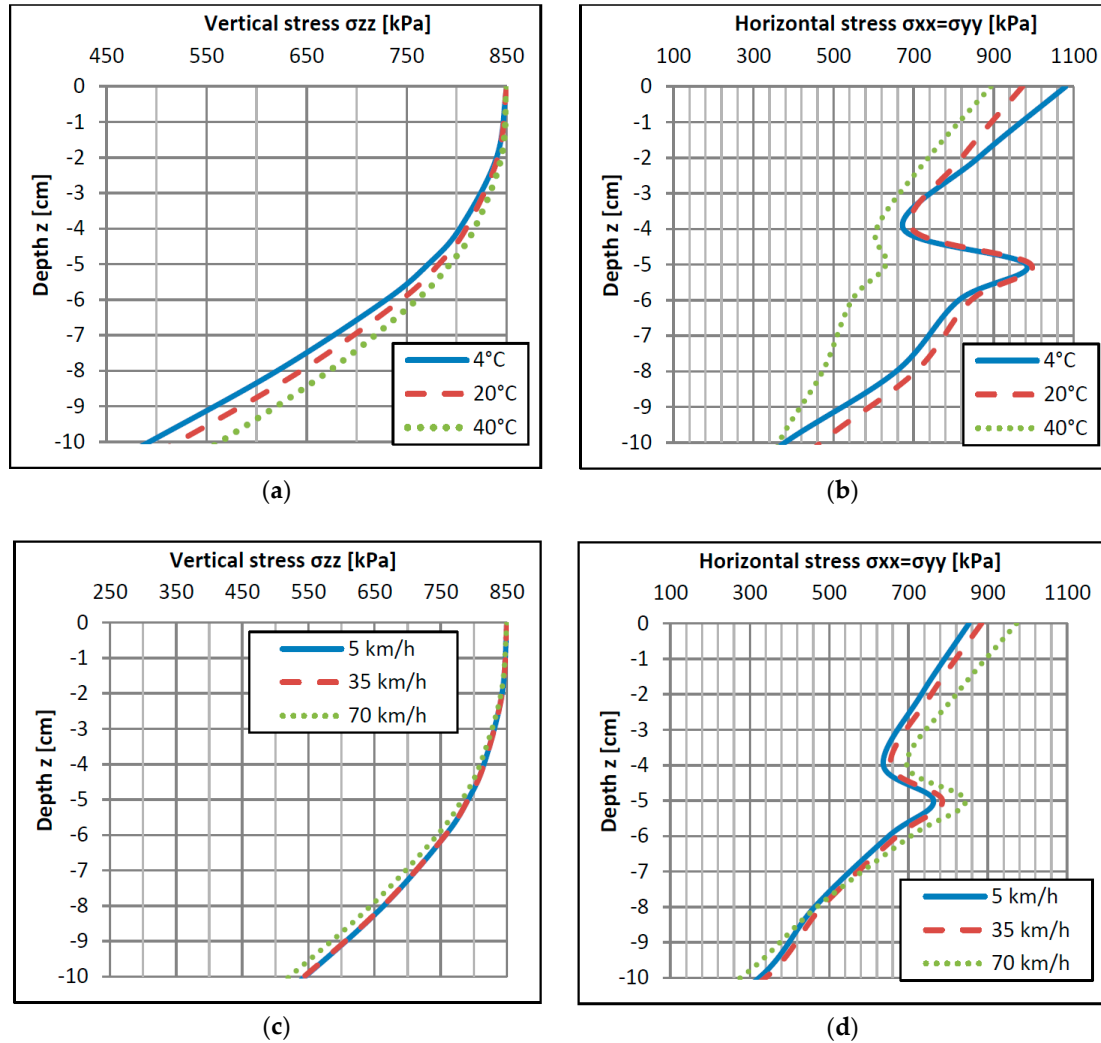 Vertical stress σzz [kPa]
450 550 650 750 850
Depth z [cm]
0
-1
-2
-3
-4
-5
-6
-7
-8
-9
-10
4°C
20°C
40°C
(a)
Horizontal stress σxx=σyy [kPa]
100 300 500 700 900 1100
Depth z [cm]
0
-1
-2
-3
-4
-5
-6
-7
-8
-9
-10
4°C
20°C
40°C
(b)
Vertical stress σzz [kPa]
250 350 450 550 650 750 850
Depth z [cm]
0
-1
-2
-3
-4
-5
-6
-7
-8
-9
-10
5 km/h
35 km/h
70 km/h
(c)
Horizontal stress σxx=σyy [kPa]
100 300 500 700 900 1100
Depth z [cm]
0
-1
-2
-3
-4
-5
-6
-7
-8
-9
-10
5 km/h
35 km/h
70 km/h
(d)